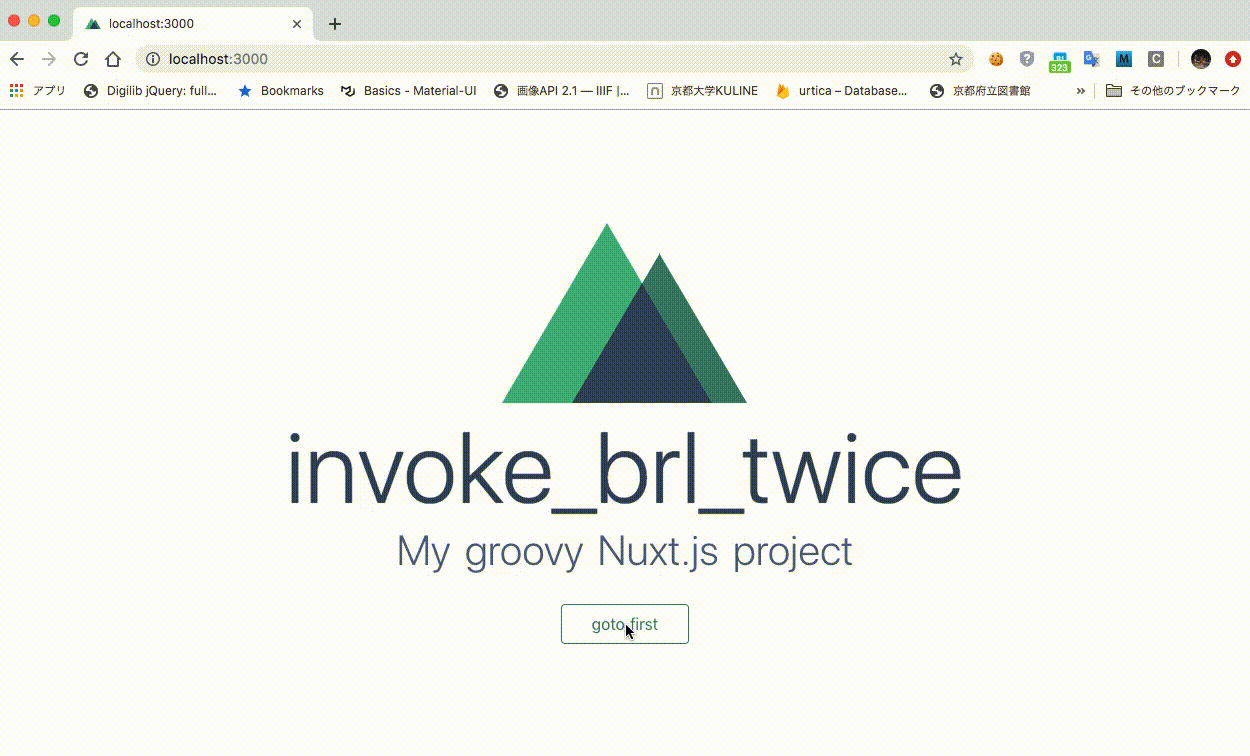 localhost:3000
localhost:3000
323
M
C
アプリ
Digilib jQuery: full...
Bookmarks
Basics - Material-UI
画像API 2.1 — IIIF |...
京都大学KULINE
urtica – Database...
京都府立図書館
»
その他のブックマーク
invoke_brl_twice
My groovy Nuxt.js project
goto first